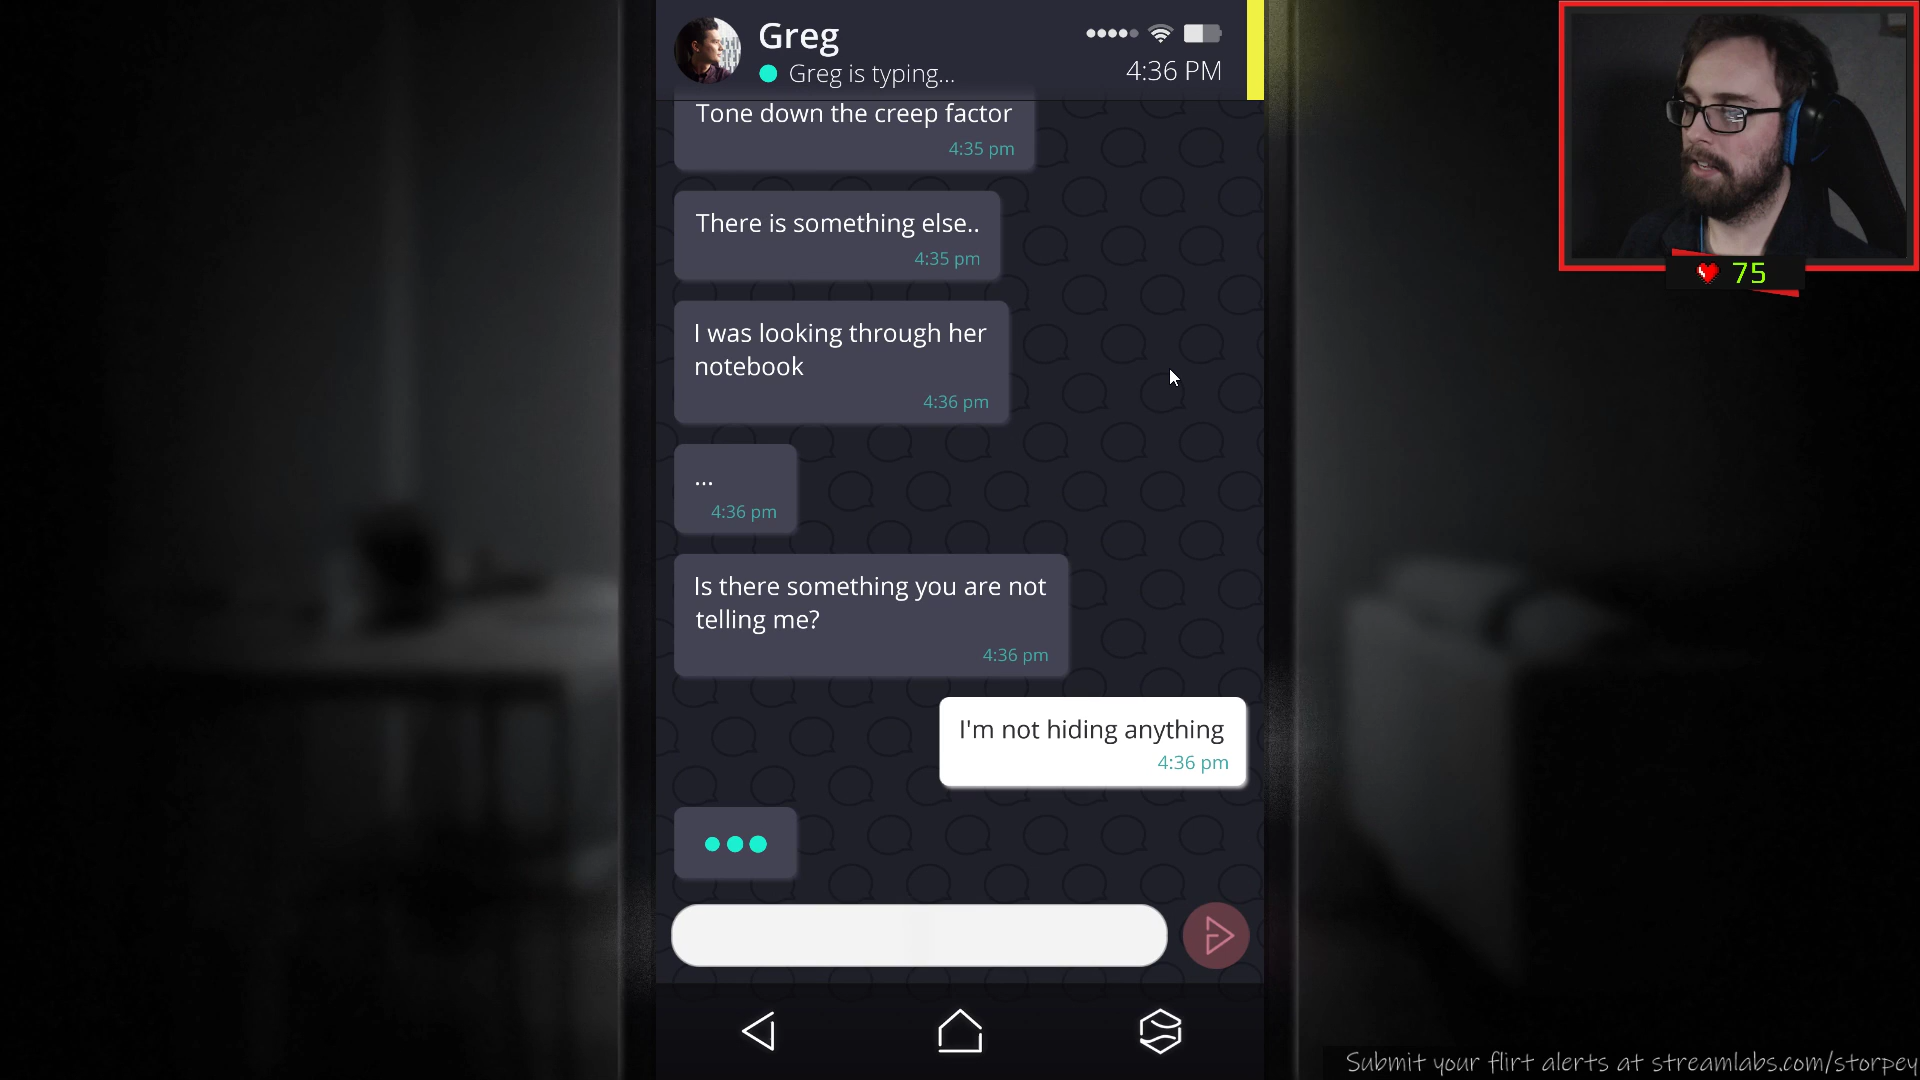 Greg
Greg is typing...
4:36 PM
Tone down the creep factor
4:35 pm
There is something else..
4:35 pm
I was looking through her
notebook
4:36 pm
...
4:36 pm
Is there something you are not
telling me?
4:36 pm
I'm not hiding anything
4:36 pm
75
Submit your flirt alerts at streamlabs.com/storpey